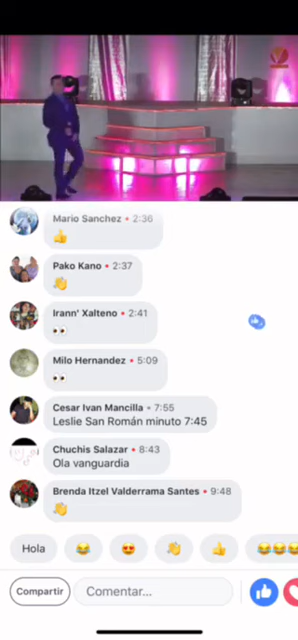 Mario Sanchez • 2:36
👍
Pako Kano • 2:37
👏
Irann' Xalteno • 2:41
👀
Milo Hernandez • 5:09
👀
Cesar Ivan Mancilla • 7:55
Leslie San Román minuto 7:45
Chuchis Salazar • 8:43
Ola vanguardia
Brenda Itzel Valderrama Santes • 9:48
👏
Hola 😂 😍 👏 👍 😂😂😂
Compartir Comentar...